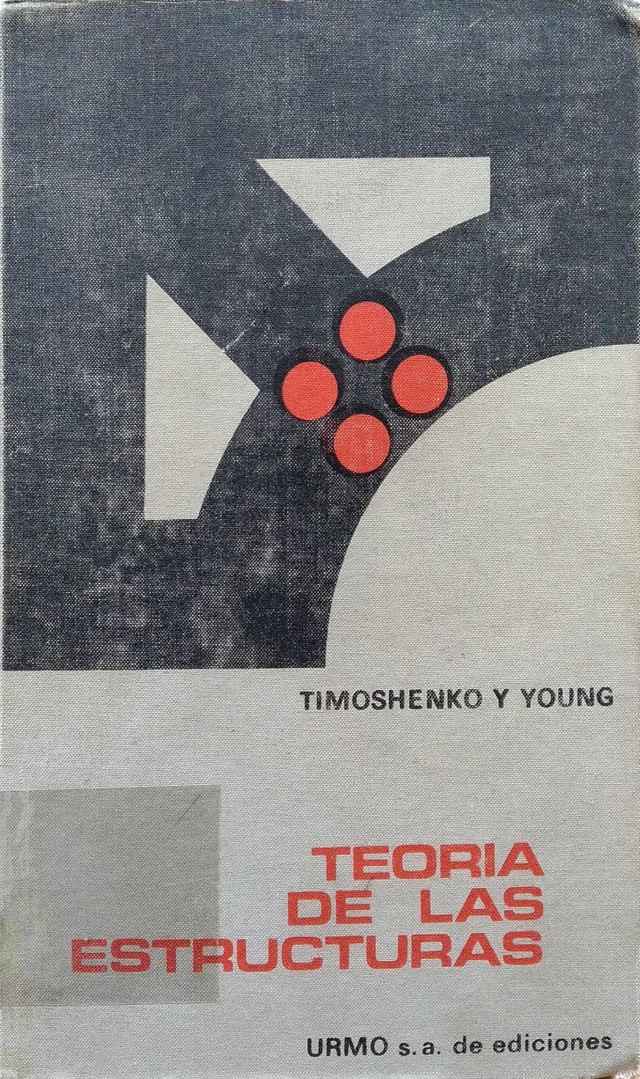 TIMOSHENKO Y YOUNG
TEORIA
DE LAS
ESTRUCTURAS
URMO s.a. de ediciones